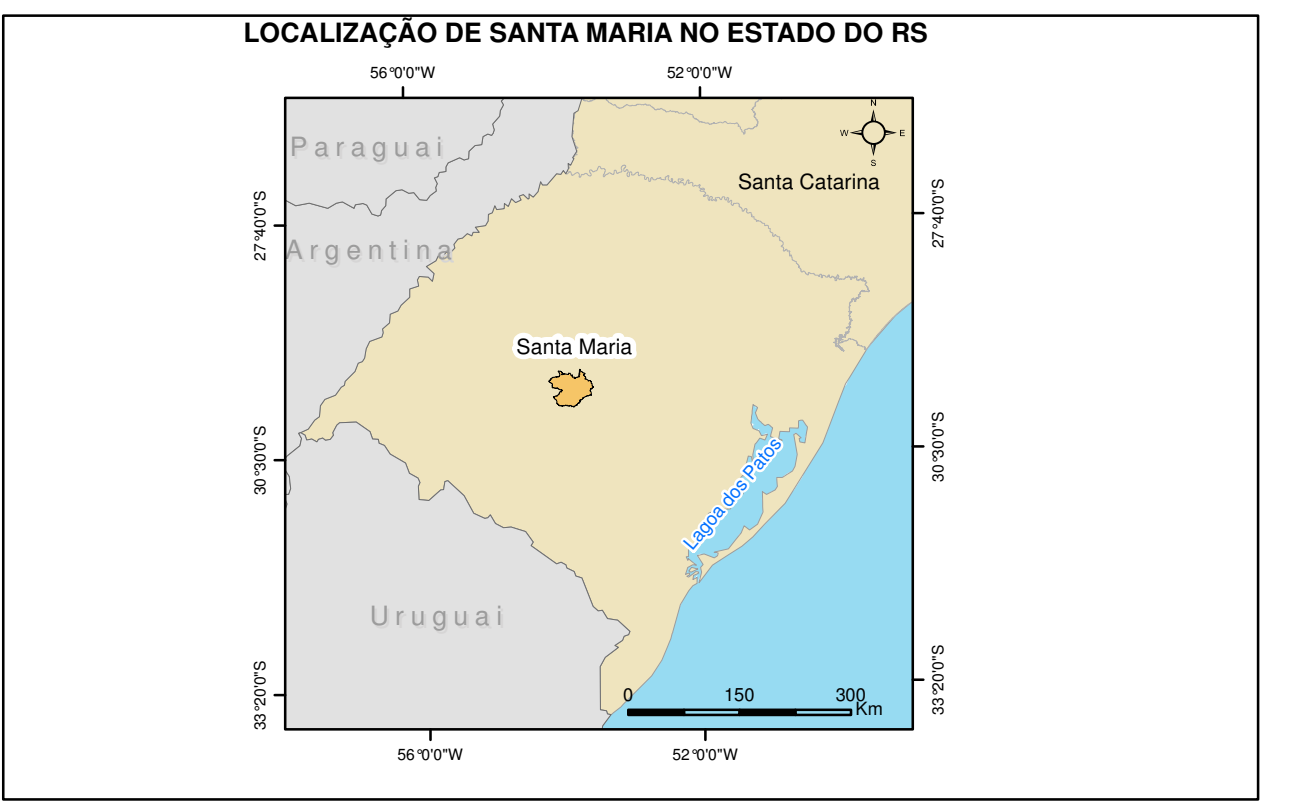 LOCALIZAÇÃO DE SANTA MARIA NO ESTADO DO RS
56°0'0"W
52°0'0"W
N
W
E
S
Paraguai
Santa Catarina
27°40'0"S
27°40'0"S
Argentina
Santa Maria
30°30'0"S
30°30'0"S
Lagoa dos Patos
Uruguai
33°20'0"S
33°20'0"S
0
150
300
Km
56°0'0"W
52°0'0"W